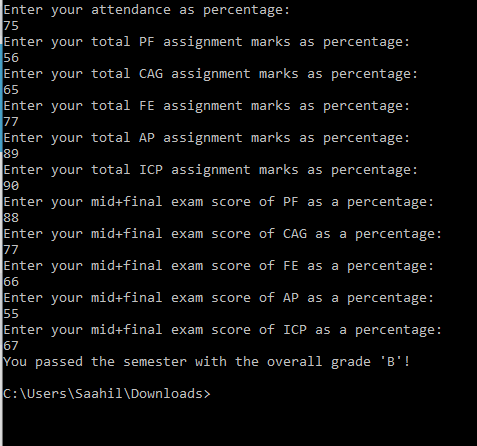 Enter your attendance as percentage:
75
Enter your total PF assignment marks as percentage:
56
Enter your total CAG assignment marks as percentage:
65
Enter your total FE assignment marks as percentage:
77
Enter your total AP assignment marks as percentage:
89
Enter your total ICP assignment marks as percentage:
90
Enter your mid+final exam score of PF as a percentage:
88
Enter your mid+final exam score of CAG as a percentage:
77
Enter your mid+final exam score of FE as a percentage:
66
Enter your mid+final exam score of AP as a percentage:
55
Enter your mid+final exam score of ICP as a percentage:
67
You passed the semester with the overall grade 'B'!
C:\Users\Saahil\Downloads>